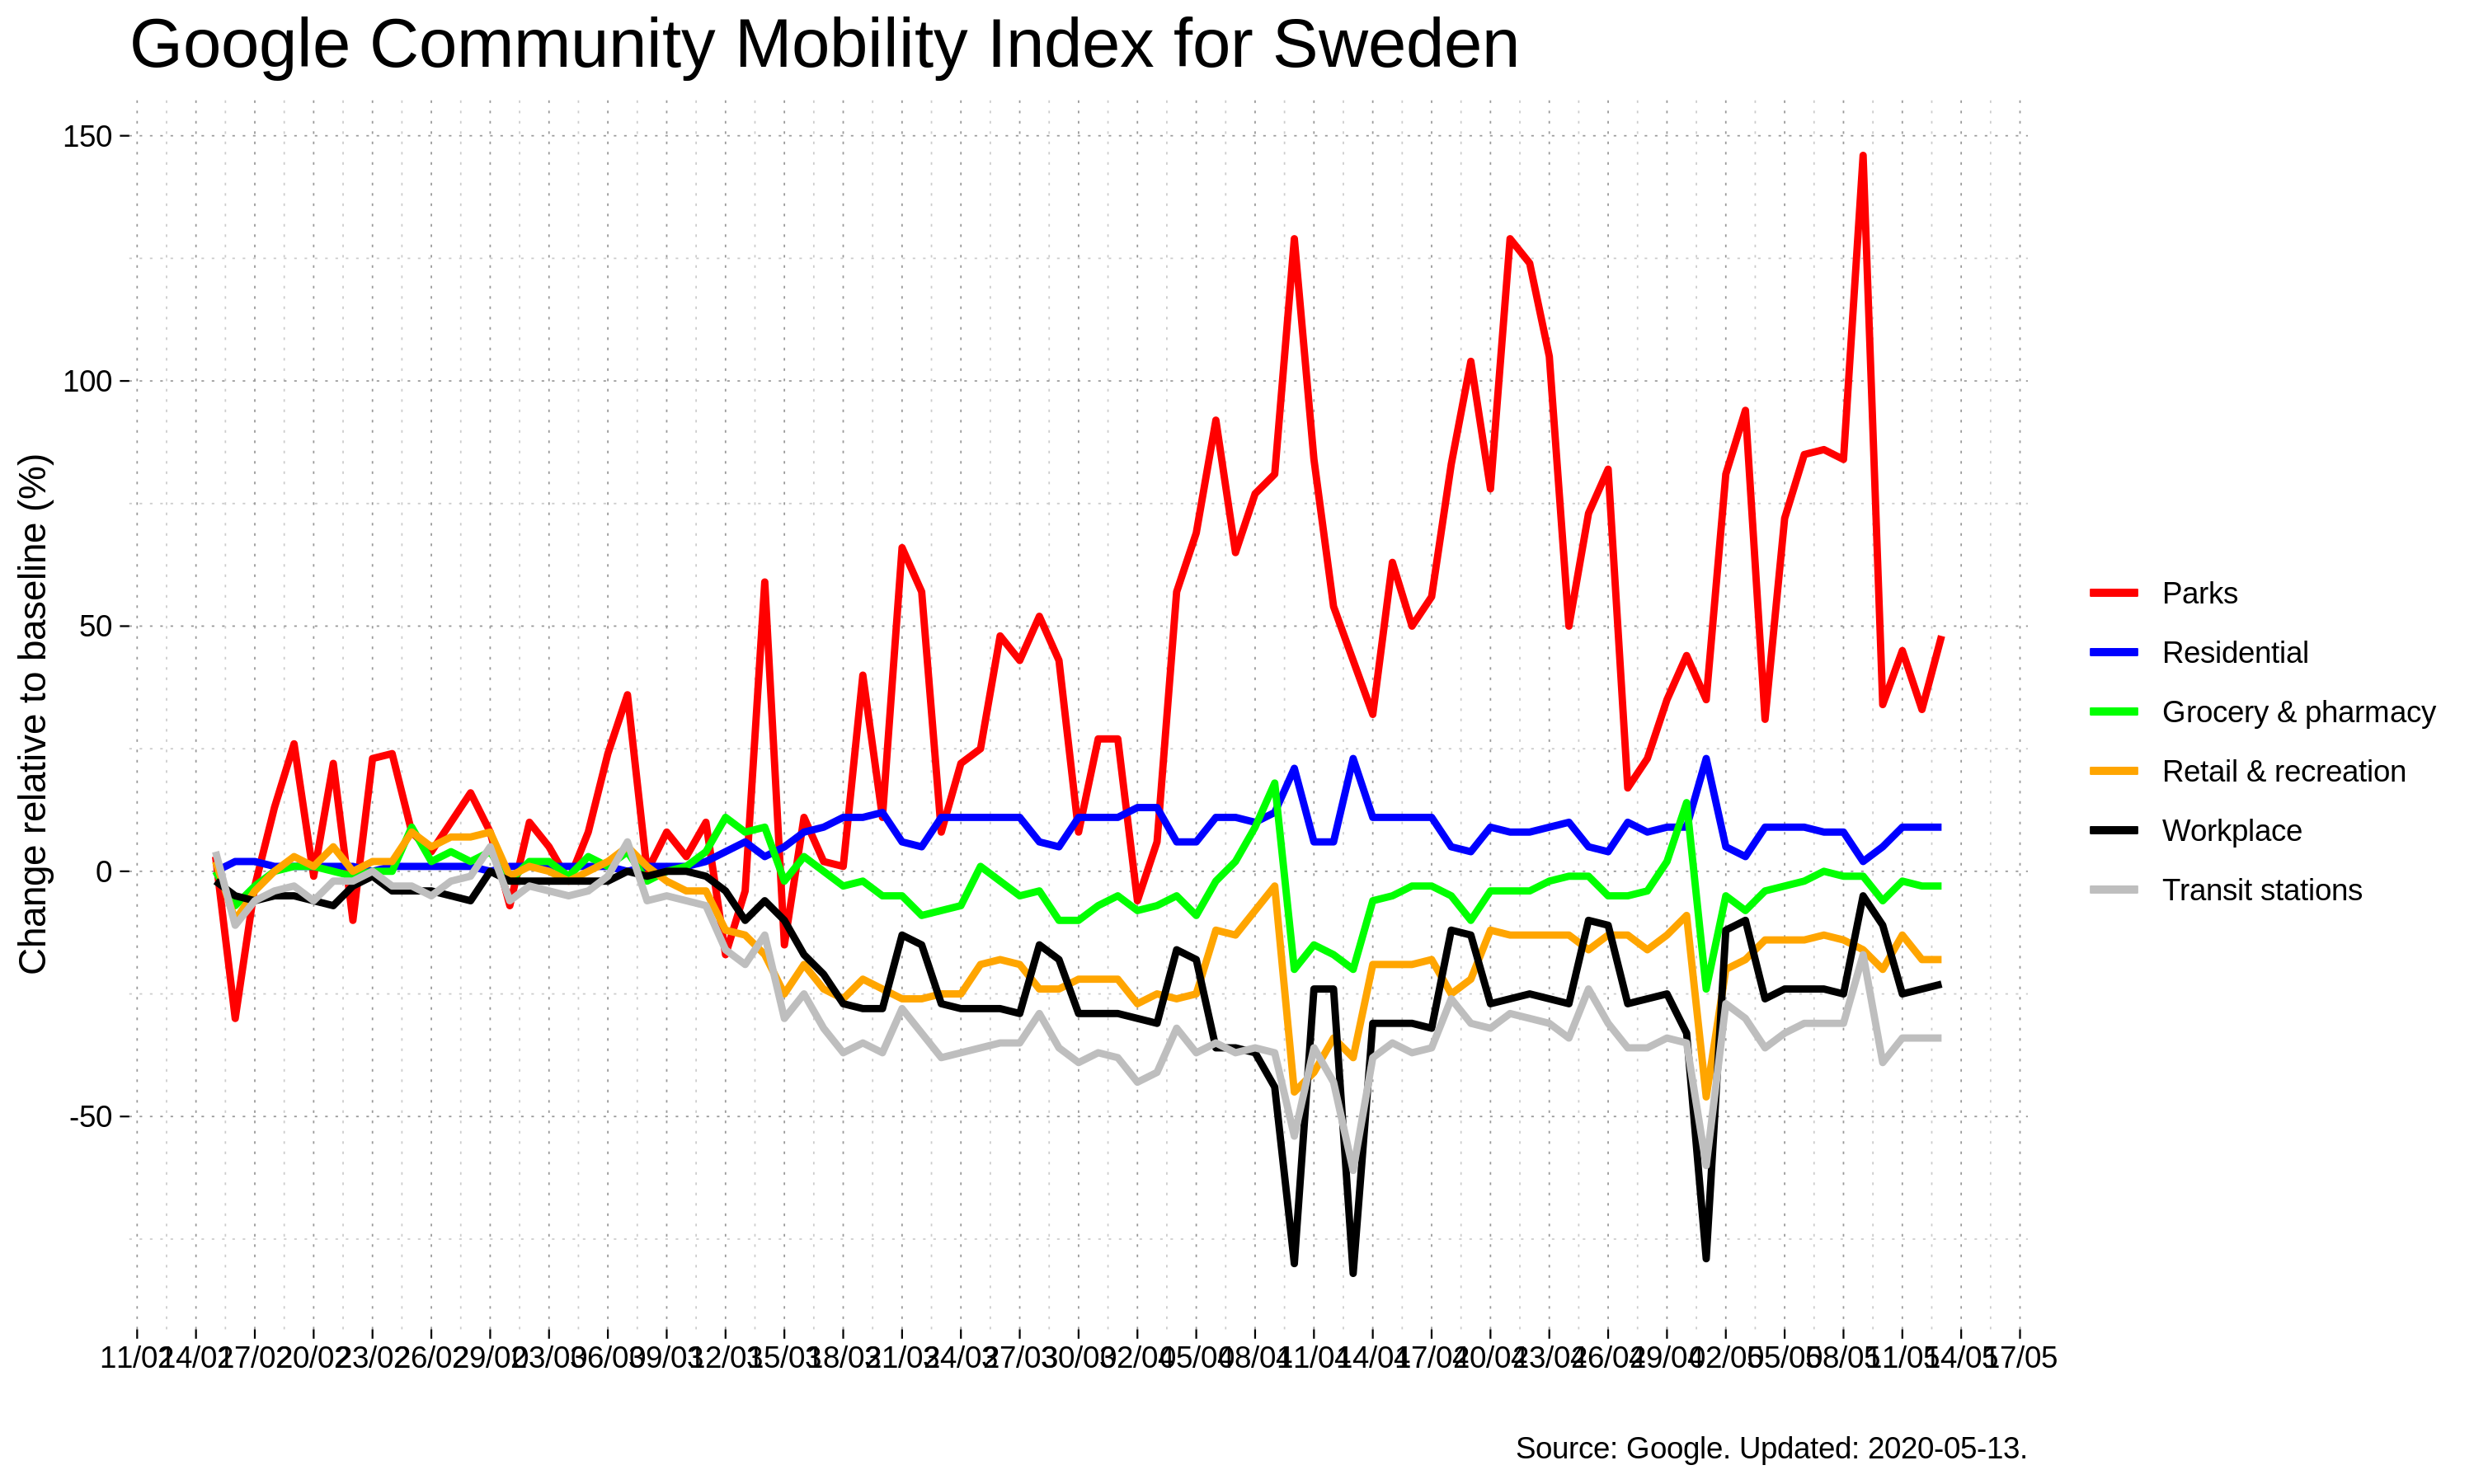 Google Community Mobility Index for Sweden
Change relative to baseline (%)
150
100
50
0
-50
11/02 14/02 17/02 20/02 23/02 26/02 29/02 03/03 06/03 09/03 12/03 15/03 18/03 21/03 24/03 27/03 30/03 02/04 05/04 08/04 11/04 14/04 17/04 20/04 23/04 26/04 29/04 02/05 05/05 08/05 11/05 14/05 17/05
Parks
Residential
Grocery & pharmacy
Retail & recreation
Workplace
Transit stations
Source: Google. Updated: 2020-05-13.